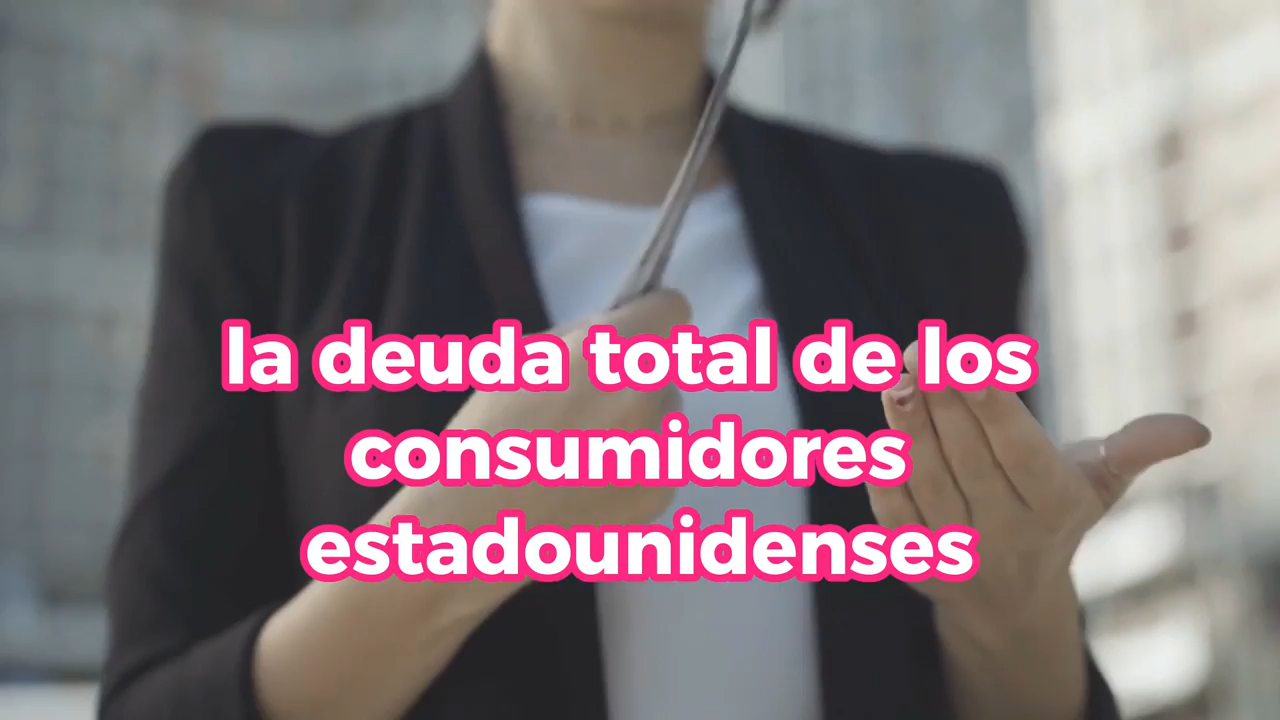 la deuda total de los
consumidores
estadounidenses